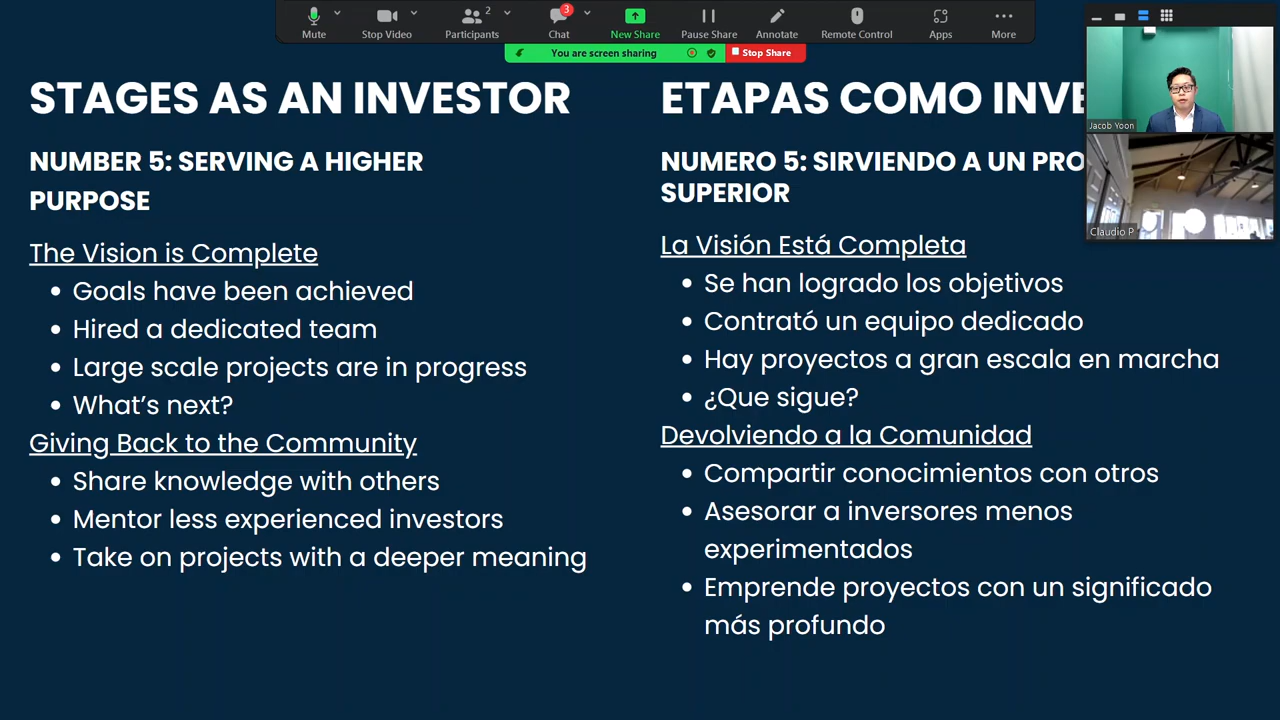 2
3
Mute
Stop Video
Participants
Chat
New Share
Pause Share
Annotate
Remote Control
Apps
More
You are screen sharing
Stop Share
Jacob Yoon
Claudio P
STAGES AS AN INVESTOR
NUMBER 5: SERVING A HIGHER
PURPOSE
The Vision is Complete
Goals have been achieved
Hired a dedicated team
Large scale projects are in progress
What's next?
Giving Back to the Community
Share knowledge with others
Mentor less experienced investors
Take on projects with a deeper meaning
ETAPAS COMO INVE
NUMERO 5: SIRVIENDO A UN PRO
SUPERIOR
La Visión Está Completa
Se han logrado los objetivos
Contrató un equipo dedicado
Hay proyectos a gran escala en marcha
¿Que sigue?
Devolviendo a la Comunidad
Compartir conocimientos con otros
Asesorar a inversores menos
experimentados
Emprende proyectos con un significado
más profundo